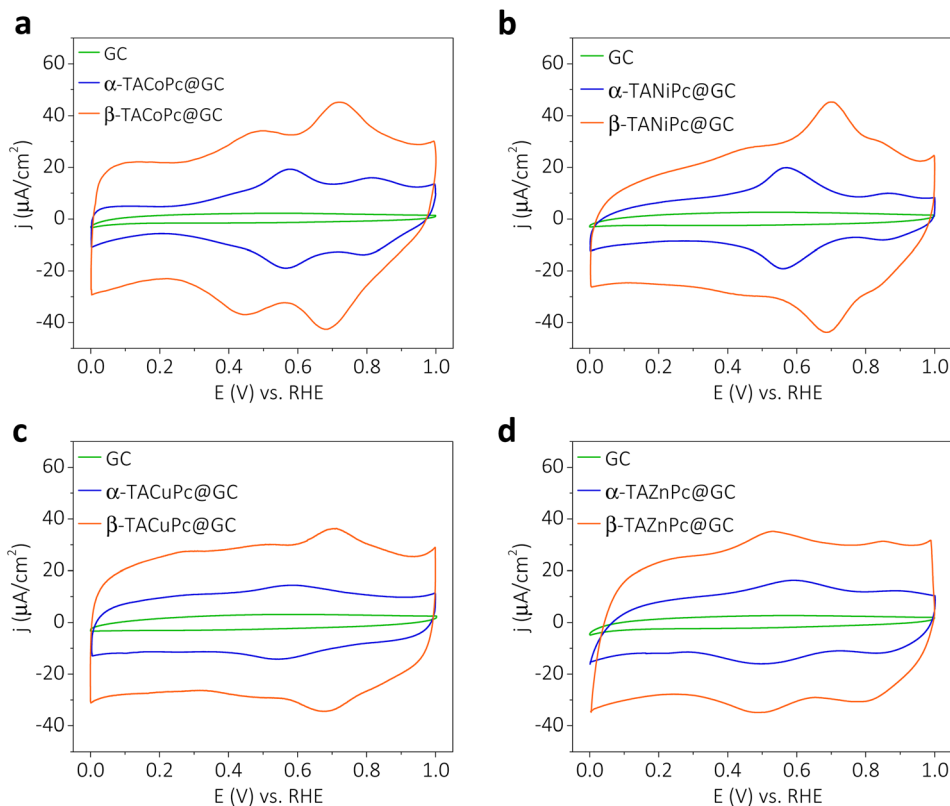 a
60
40
20
0
-20
-40
j (µA/cm²)
GC
α-TACoPc@GC
β-TACoPc@GC
0.0 0.2 0.4 0.6 0.8 1.0
E (V) vs. RHE
b
60
40
20
0
-20
-40
j (µA/cm²)
GC
α-TANiPc@GC
β-TANiPc@GC
0.0 0.2 0.4 0.6 0.8 1.0
E (V) vs. RHE
c
60
40
20
0
-20
-40
j (µA/cm²)
GC
α-TACuPc@GC
β-TACuPc@GC
0.0 0.2 0.4 0.6 0.8 1.0
E (V) vs. RHE
d
60
40
20
0
-20
-40
j (µA/cm²)
GC
α-TAZnPc@GC
β-TAZnPc@GC
0.0 0.2 0.4 0.6 0.8 1.0
E (V) vs. RHE